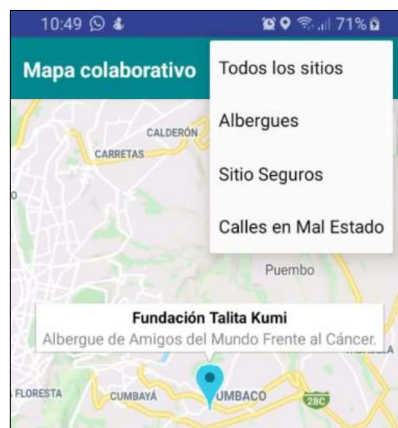 10:49 71%
Mapa colaborativo
Todos los sitios
Albergues
Sitio Seguros
Calles en Mal Estado
CALDERÓN
CARRETAS
Puembo
Fundación Talita Kumi
Albergue de Amigos del Mundo Frente al Cáncer.
FLORESTA
CUMBAYÁ
UMBACO
28C